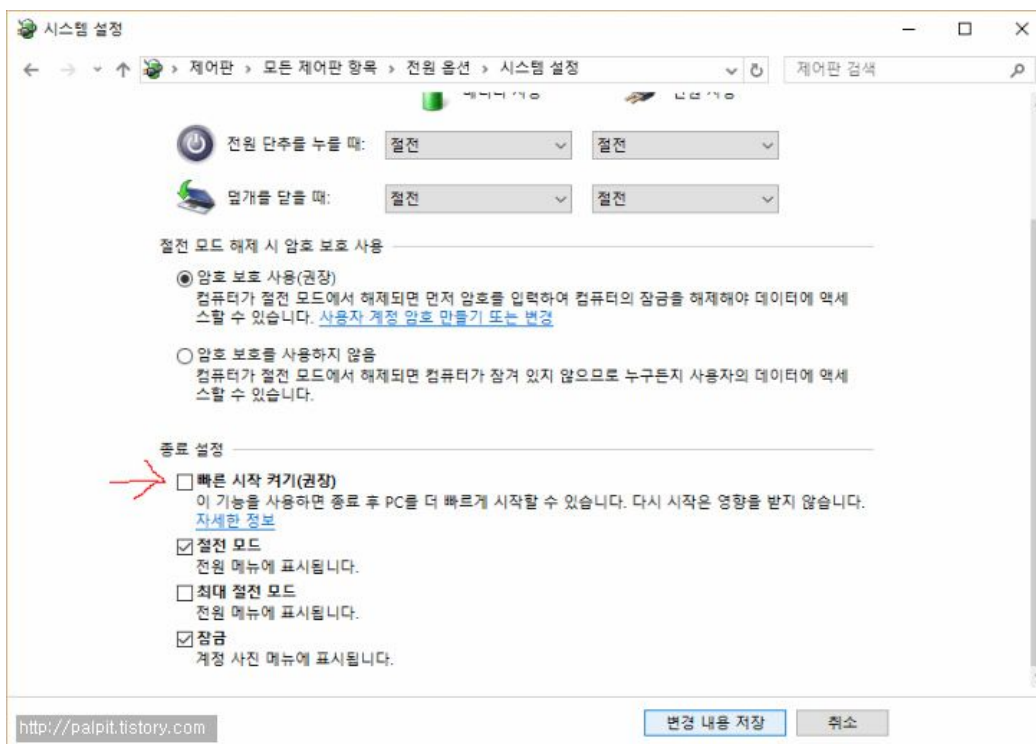 시스템 설정
제어판 › 모든 제어판 항목 › 전원 옵션 › 시스템 설정
제어판 검색
전원 단추를 누를 때: 절전 절전
덮개를 닫을 때: 절전 절전
절전 모드 해제 시 암호 보호 사용
암호 보호 사용(권장)
컴퓨터가 절전 모드에서 해제되면 먼저 암호를 입력하여 컴퓨터의 잠금을 해제해야 데이터에 액세
스할 수 있습니다. 사용자 계정 암호 만들기 또는 변경
암호 보호를 사용하지 않음
컴퓨터가 절전 모드에서 해제되면 컴퓨터가 잠겨 있지 않으므로 누구든지 사용자의 데이터에 액세
스할 수 있습니다.
종료 설정
빠른 시작 켜기(권장)
이 기능을 사용하면 종료 후 PC를 더 빠르게 시작할 수 있습니다. 다시 시작은 영향을 받지 않습니다.
자세한 정보
절전 모드
전원 메뉴에 표시됩니다.
최대 절전 모드
전원 메뉴에 표시됩니다.
잠금
계정 사진 메뉴에 표시됩니다.
변경 내용 저장 취소
http://palpit.tistory.com